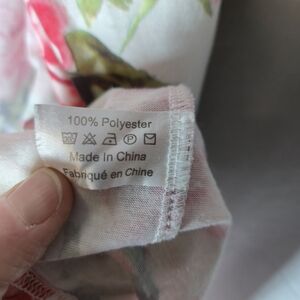 100% Polyester
Made in China
Fabriqué en Chine